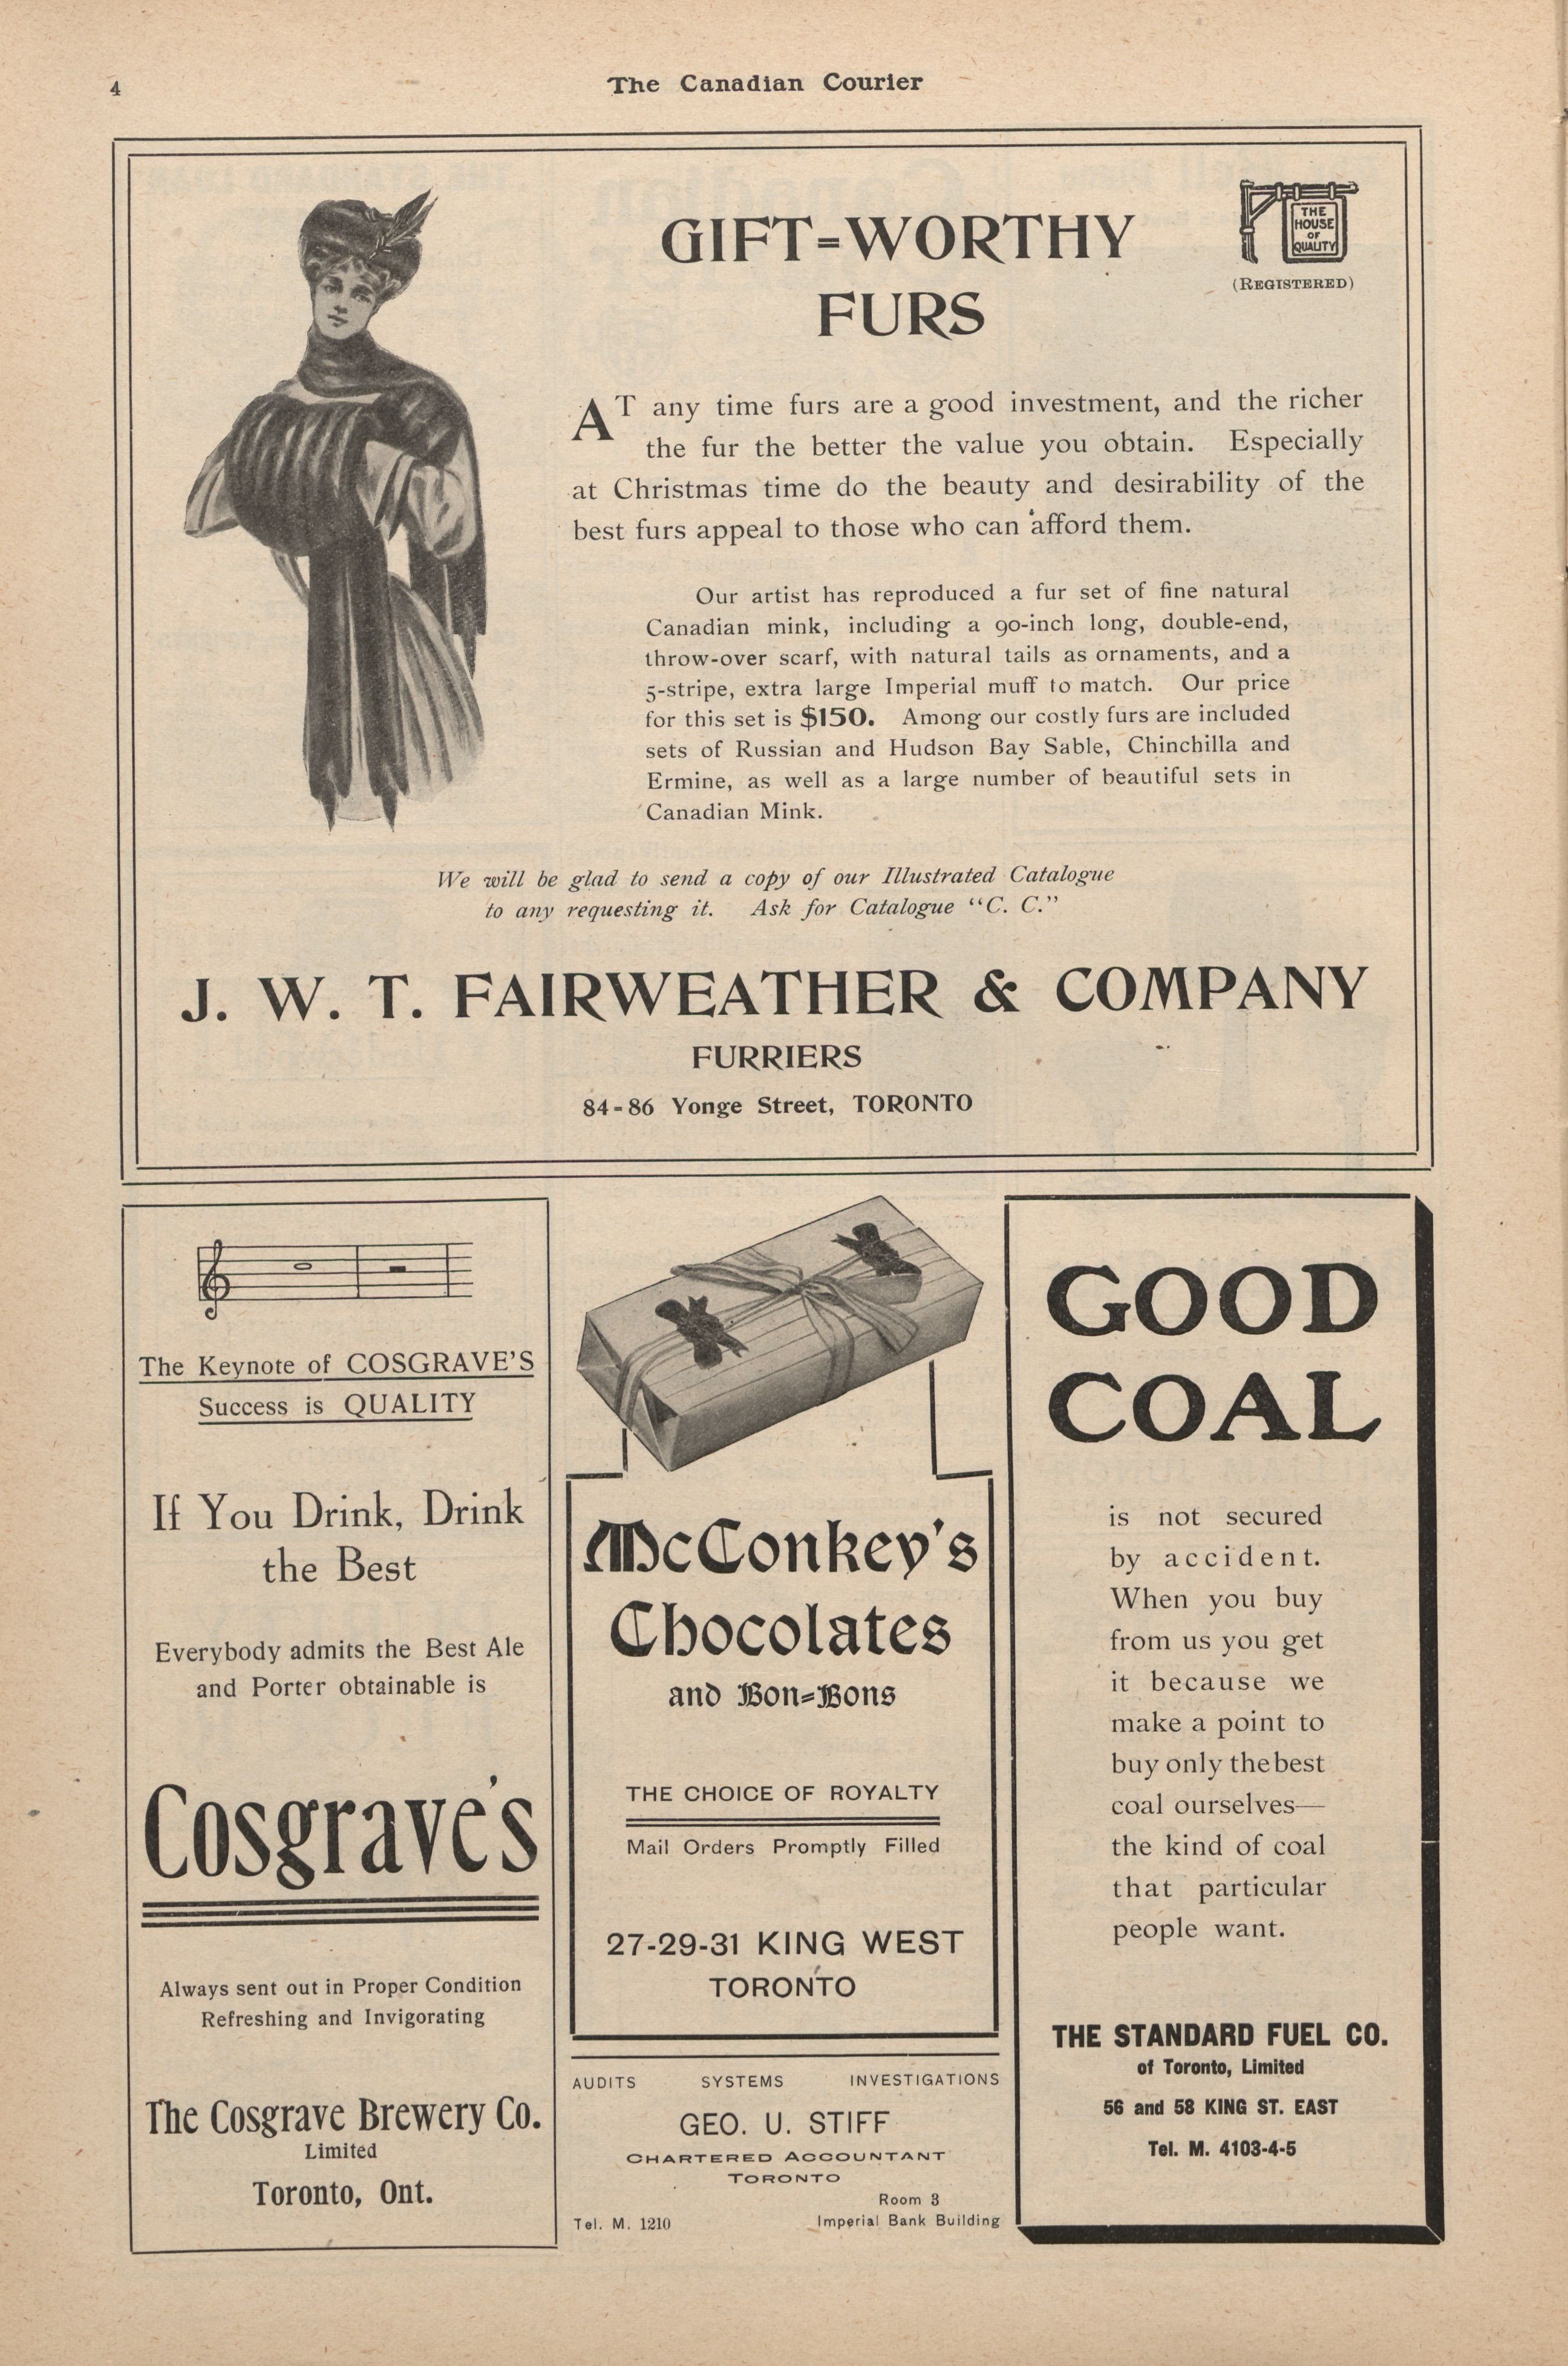 4
The Canadian Courier
GIFT-WORTHY
FURS
THE
HOUSE
OF
QUALITY
(REGISTERED)
AT any time furs are a good investment, and the richer
the fur the better the value you obtain. Especially
at Christmas time do the beauty and desirability of the
best furs appeal to those who can afford them.
Our artist has reproduced a fur set of fine natural
Canadian mink, including a 90-inch long, double-end,
throw-over scarf, with natural tails as ornaments, and a
5-stripe, extra large Imperial muff to match. Our price
for this set is $150. Among our costly furs are included
sets of Russian and Hudson Bay Sable, Chinchilla and
Ermine, as well as a large number of beautiful sets in
Canadian Mink.
We will be glad to send a copy of our Illustrated Catalogue
to any requesting it. Ask for Catalogue "C. C."
J. W. T. FAIRWEATHER & COMPANY
FURRIERS
84-86 Yonge Street, TORONTO
The Keynote of COSGRAVE'S
Success is QUALITY
If You Drink, Drink
the Best
Everybody admits the Best Ale
and Porter obtainable is
Cosgrave's
Always sent out in Proper Condition
Refreshing and Invigorating
The Cosgrave Brewery Co.
Limited
Toronto, Ont.
McConkey's
Chocolates
and Bon-Bons
THE CHOICE OF ROYALTY
Mail Orders Promptly Filled
27-29-31 KING WEST
TORONTO
AUDITS SYSTEMS INVESTIGATIONS
GEO. U. STIFF
CHARTERED ACCOUNTANT
TORONTO
Room 3
Tel. M. 1210 Imperial Bank Building
GOOD
COAL
is not secured
by accident.
When you buy
from us you get
it because we
make a point to
buy only the best
coal ourselves—
the kind of coal
that particular
people want.
THE STANDARD FUEL CO.
of Toronto, Limited
56 and 58 KING ST. EAST
Tel. M. 4103-4-5